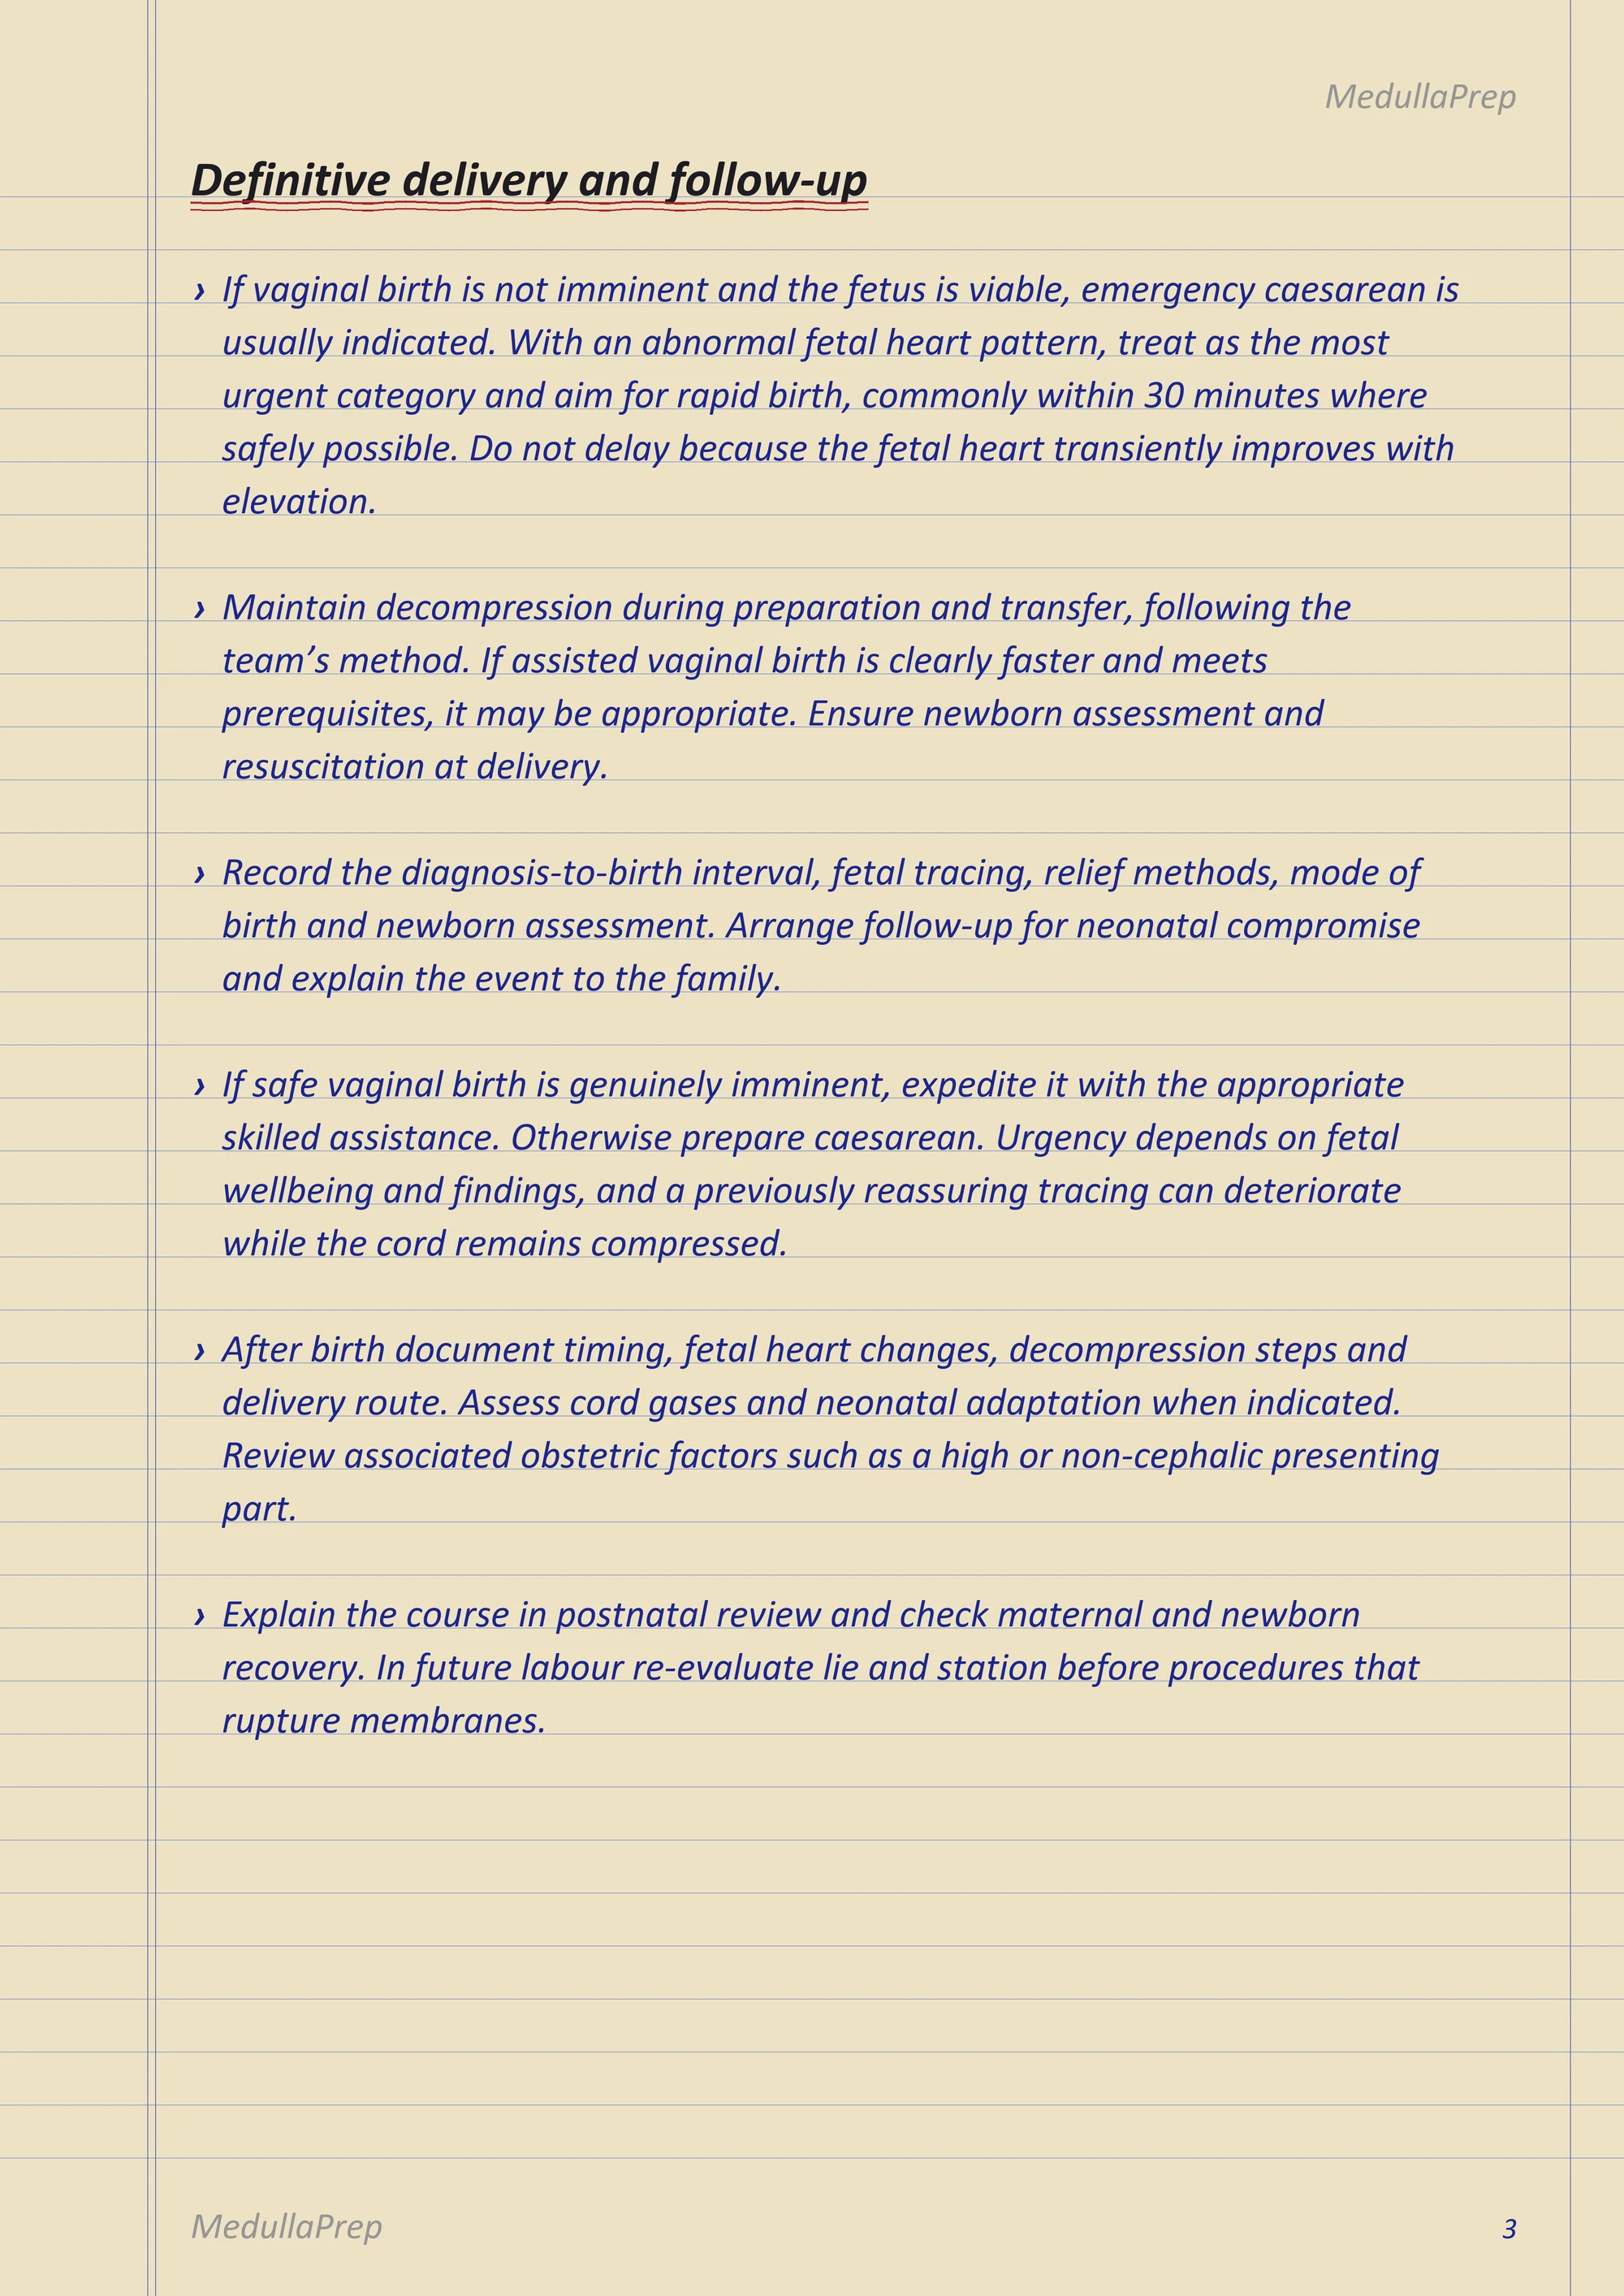 MedullaPrep
Definitive delivery and follow-up
› If vaginal birth is not imminent and the fetus is viable, emergency caesarean is
usually indicated. With an abnormal fetal heart pattern, treat as the most
urgent category and aim for rapid birth, commonly within 30 minutes where
safely possible. Do not delay because the fetal heart transiently improves with
elevation.
› Maintain decompression during preparation and transfer, following the
team’s method. If assisted vaginal birth is clearly faster and meets
prerequisites, it may be appropriate. Ensure newborn assessment and
resuscitation at delivery.
› Record the diagnosis-to-birth interval, fetal tracing, relief methods, mode of
birth and newborn assessment. Arrange follow-up for neonatal compromise
and explain the event to the family.
› If safe vaginal birth is genuinely imminent, expedite it with the appropriate
skilled assistance. Otherwise prepare caesarean. Urgency depends on fetal
wellbeing and findings, and a previously reassuring tracing can deteriorate
while the cord remains compressed.
› After birth document timing, fetal heart changes, decompression steps and
delivery route. Assess cord gases and neonatal adaptation when indicated.
Review associated obstetric factors such as a high or non-cephalic presenting
part.
› Explain the course in postnatal review and check maternal and newborn
recovery. In future labour re-evaluate lie and station before procedures that
rupture membranes.
MedullaPrep
3